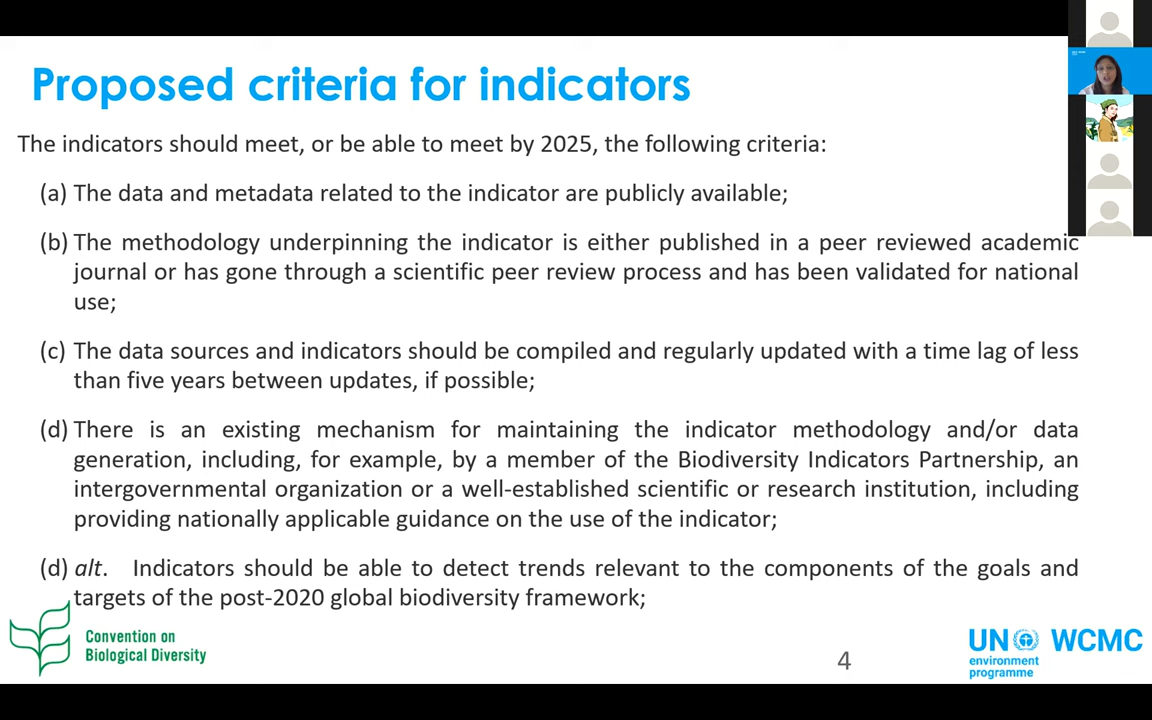 Proposed criteria for indicators
The indicators should meet, or be able to meet by 2025, the following criteria:
(a) The data and metadata related to the indicator are publicly available;
(b) The methodology underpinning the indicator is either published in a peer reviewed academic
journal or has gone through a scientific peer review process and has been validated for national
use;
(c) The data sources and indicators should be compiled and regularly updated with a time lag of less
than five years between updates, if possible;
(d) There is an existing mechanism for maintaining the indicator methodology and/or data
generation, including, for example, by a member of the Biodiversity Indicators Partnership, an
intergovernmental organization or a well-established scientific or research institution, including
providing nationally applicable guidance on the use of the indicator;
(d) alt. Indicators should be able to detect trends relevant to the components of the goals and
targets of the post-2020 global biodiversity framework;
Convention on
Biological Diversity
4
UN WCMC
environment
programme